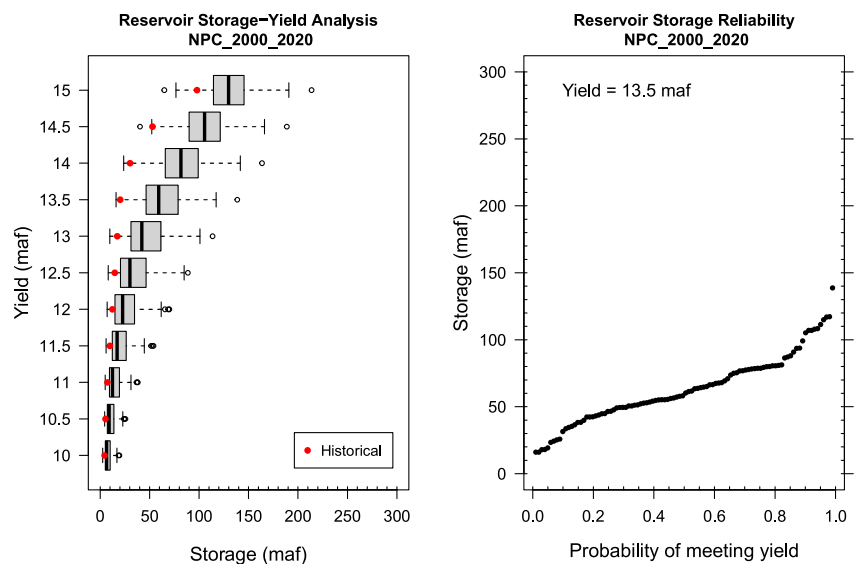 Reservoir Storage−Yield Analysis
NPC_2000_2020
Yield (maf)
15
14.5
14
13.5
13
12.5
12
11.5
11
10.5
10
Historical
0 50 100 150 200 250 300
Storage (maf)
Reservoir Storage Reliability
NPC_2000_2020
Storage (maf)
300
250
200
150
100
50
0
Yield = 13.5 maf
0.0 0.2 0.4 0.6 0.8 1.0
Probability of meeting yield